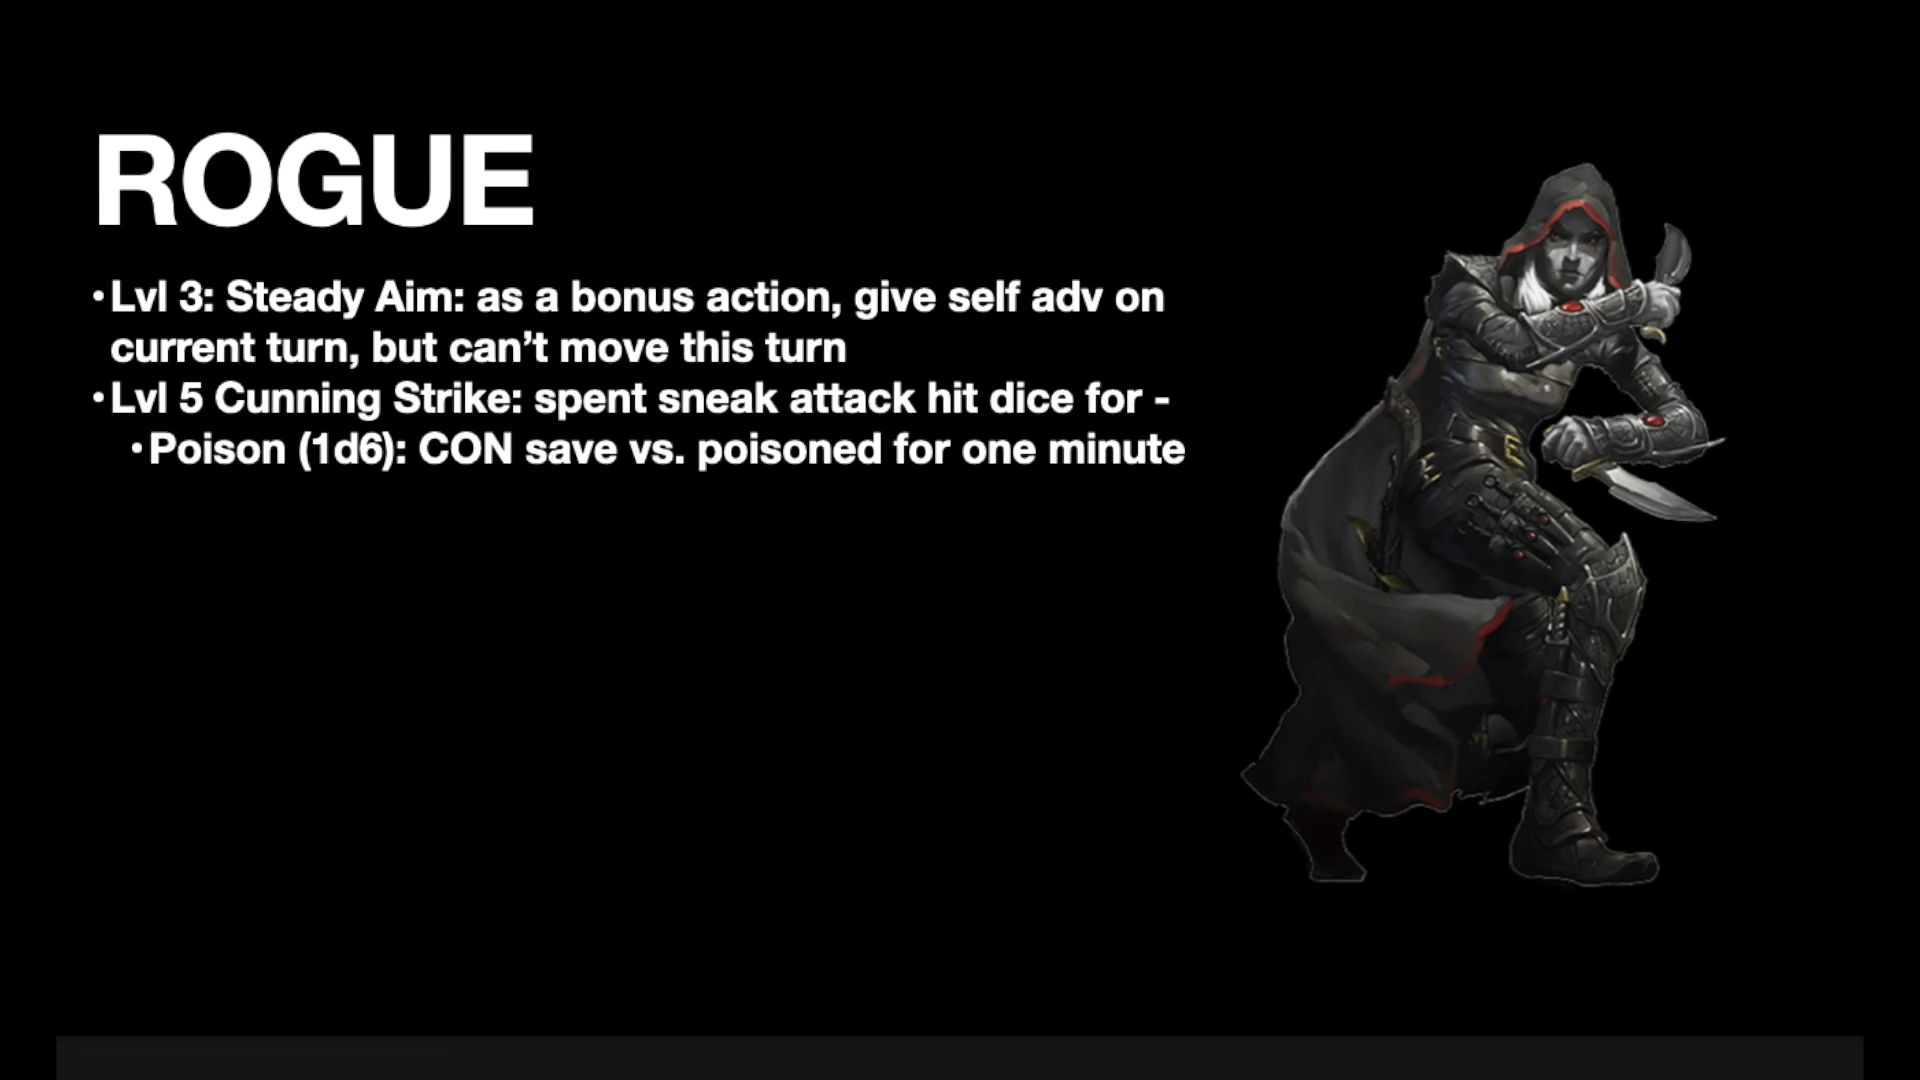 ROGUE
•Lvl 3: Steady Aim: as a bonus action, give self adv on
current turn, but can’t move this turn
•Lvl 5 Cunning Strike: spent sneak attack hit dice for -
•Poison (1d6): CON save vs. poisoned for one minute